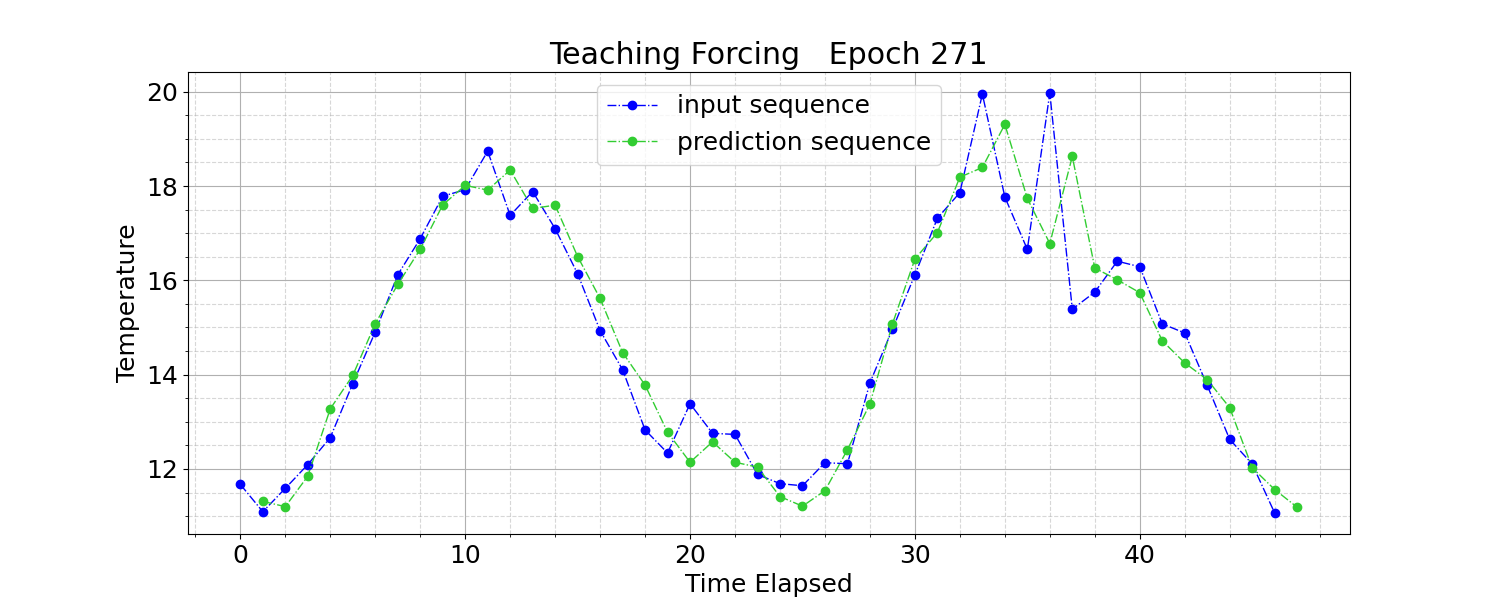 Teaching Forcing   Epoch 271
input sequence
prediction sequence
Temperature
20
18
16
14
12
0 10 20 30 40
Time Elapsed